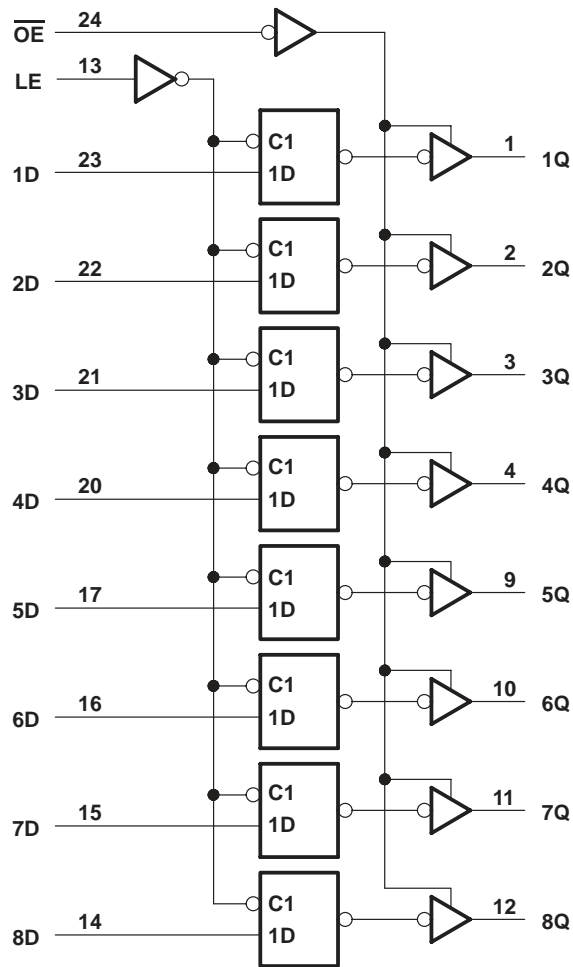 OE 24
LE 13
C1 1 1Q
1D 23 1D
C1 2 2Q
2D 22 1D
C1 3 3Q
3D 21 1D
C1 4 4Q
4D 20 1D
C1 9 5Q
5D 17 1D
C1 10 6Q
6D 16 1D
C1 11 7Q
7D 15 1D
C1 12 8Q
8D 14 1D